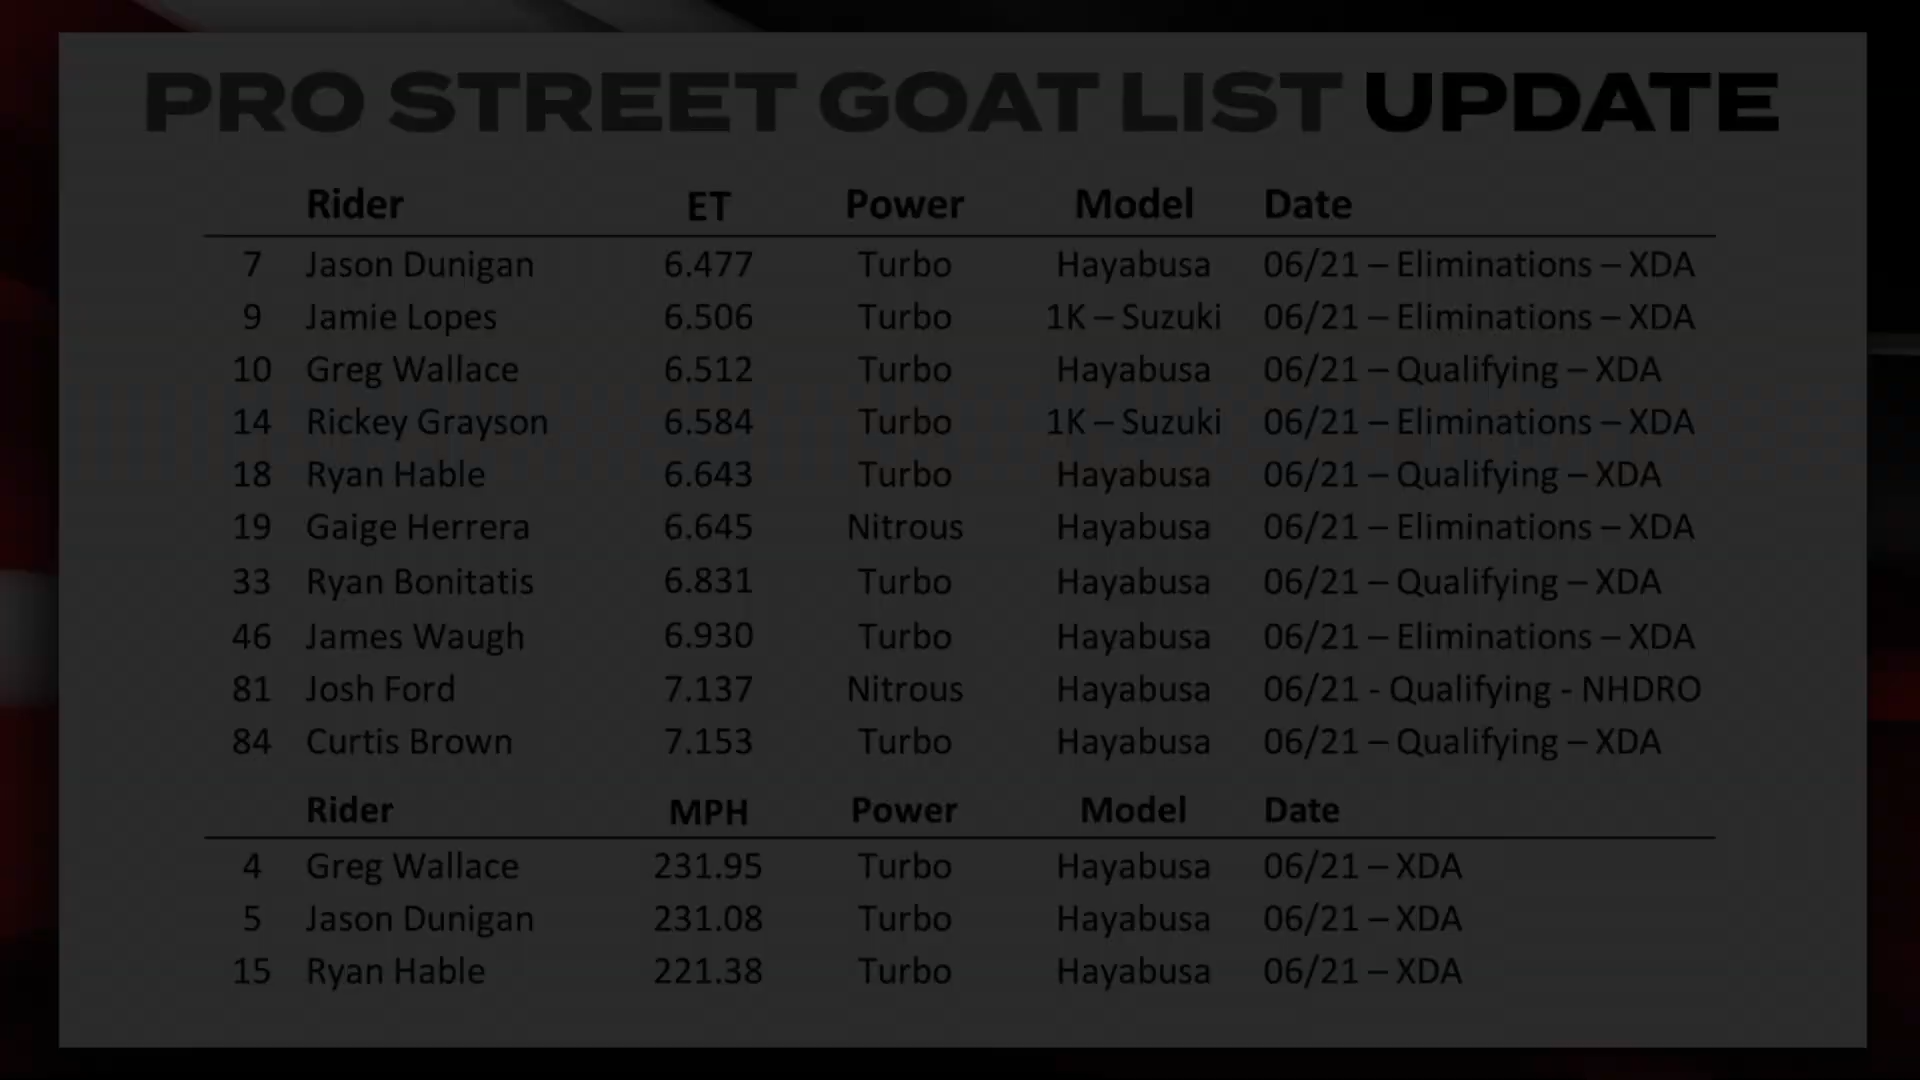 PRO STREET GOAT LIST UPDATE
Rider ET Power Model Date
7 Jason Dunigan 6.477 Turbo Hayabusa 06/21 – Eliminations – XDA
9 Jamie Lopes 6.506 Turbo 1K – Suzuki 06/21 – Eliminations – XDA
10 Greg Wallace 6.512 Turbo Hayabusa 06/21 – Qualifying – XDA
14 Rickey Grayson 6.584 Turbo 1K – Suzuki 06/21 – Eliminations – XDA
18 Ryan Hable 6.643 Turbo Hayabusa 06/21 – Qualifying – XDA
19 Gaige Herrera 6.645 Nitrous Hayabusa 06/21 – Eliminations – XDA
33 Ryan Bonitatis 6.831 Turbo Hayabusa 06/21 – Qualifying – XDA
46 James Waugh 6.930 Turbo Hayabusa 06/21 – Eliminations – XDA
81 Josh Ford 7.137 Nitrous Hayabusa 06/21 - Qualifying - NHDRO
84 Curtis Brown 7.153 Turbo Hayabusa 06/21 – Qualifying – XDA
Rider MPH Power Model Date
4 Greg Wallace 231.95 Turbo Hayabusa 06/21 – XDA
5 Jason Dunigan 231.08 Turbo Hayabusa 06/21 – XDA
15 Ryan Hable 221.38 Turbo Hayabusa 06/21 – XDA